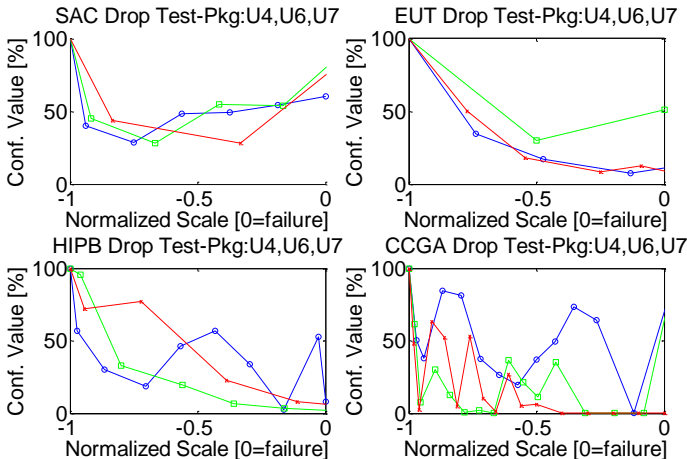 SAC Drop Test-Pkg:U4,U6,U7
100
50
0
Conf. Value [%]
-1
-0.5
0
Normalized Scale [0=failure]
EUT Drop Test-Pkg:U4,U6,U7
100
50
0
Conf. Value [%]
-1
-0.5
0
Normalized Scale [0=failure]
HIPB Drop Test-Pkg:U4,U6,U7
100
50
0
Conf. Value [%]
-1
-0.5
0
Normalized Scale [0=failure]
CCGA Drop Test-Pkg:U4,U6,U7
100
50
0
Conf. Value [%]
-1
-0.5
0
Normalized Scale [0=failure]